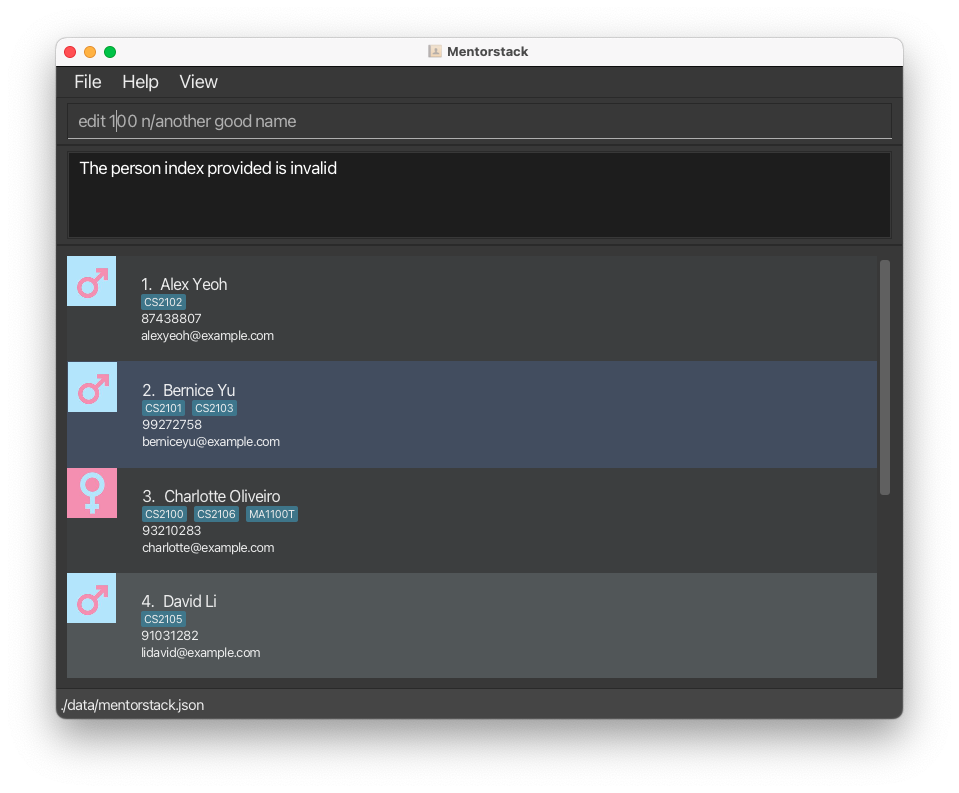 Mentorstack
File Help View
edit 100 n/another good name
The person index provided is invalid
1. Alex Yeoh
CS2102
87438807
alexyeoh@example.com
2. Bernice Yu
CS2101 CS2103
99272758
berniceyu@example.com
3. Charlotte Oliveiro
CS2100 CS2106 MA1100T
93210283
charlotte@example.com
4. David Li
CS2105
91031282
lidavid@example.com
./data/mentorstack.json